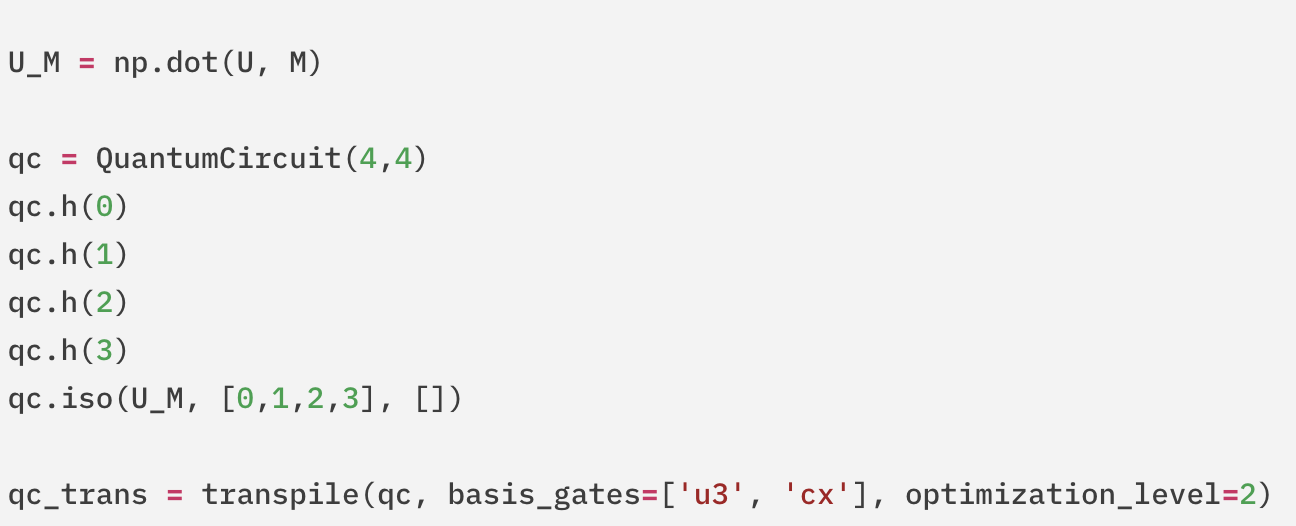 U_M = np.dot(U, M)
qc = QuantumCircuit(4,4)
qc.h(0)
qc.h(1)
qc.h(2)
qc.h(3)
qc.iso(U_M, [0,1,2,3], [])
qc_trans = transpile(qc, basis_gates=['u3', 'cx'], optimization_level=2)